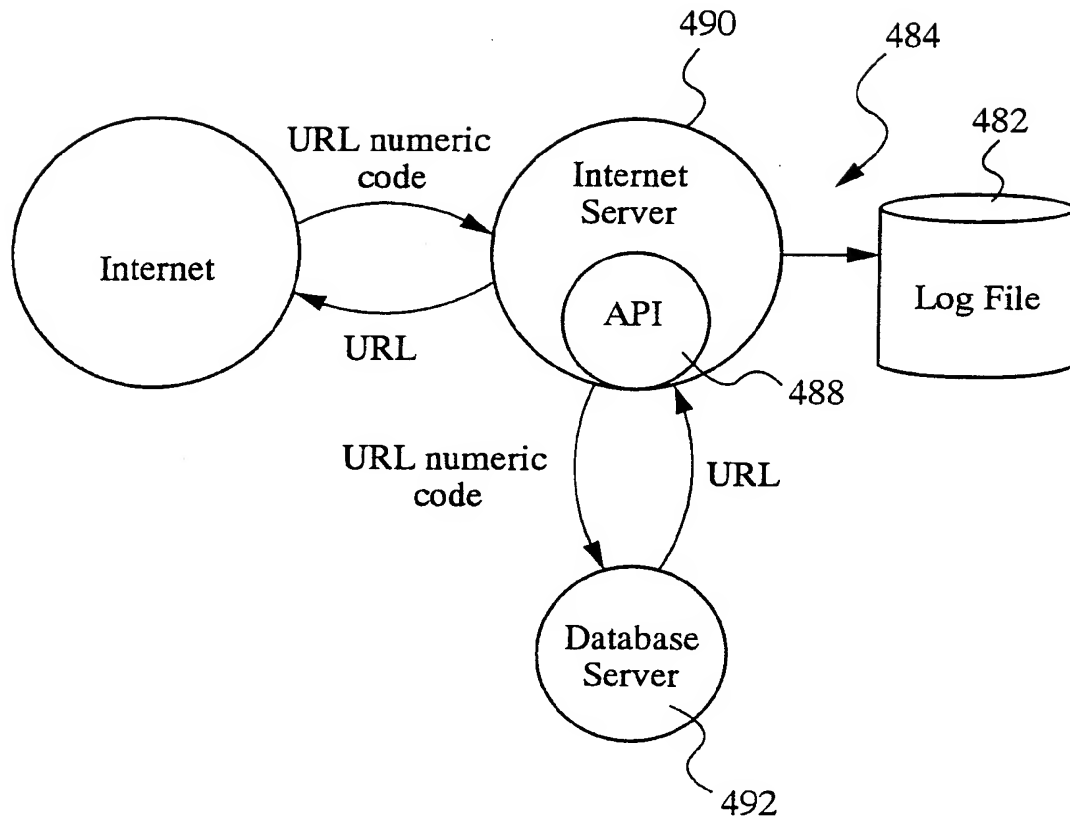 490
484
482
URL numeric
code
Internet
Server
Internet
API
Log File
URL
488
URL numeric
code
URL
Database
Server
492